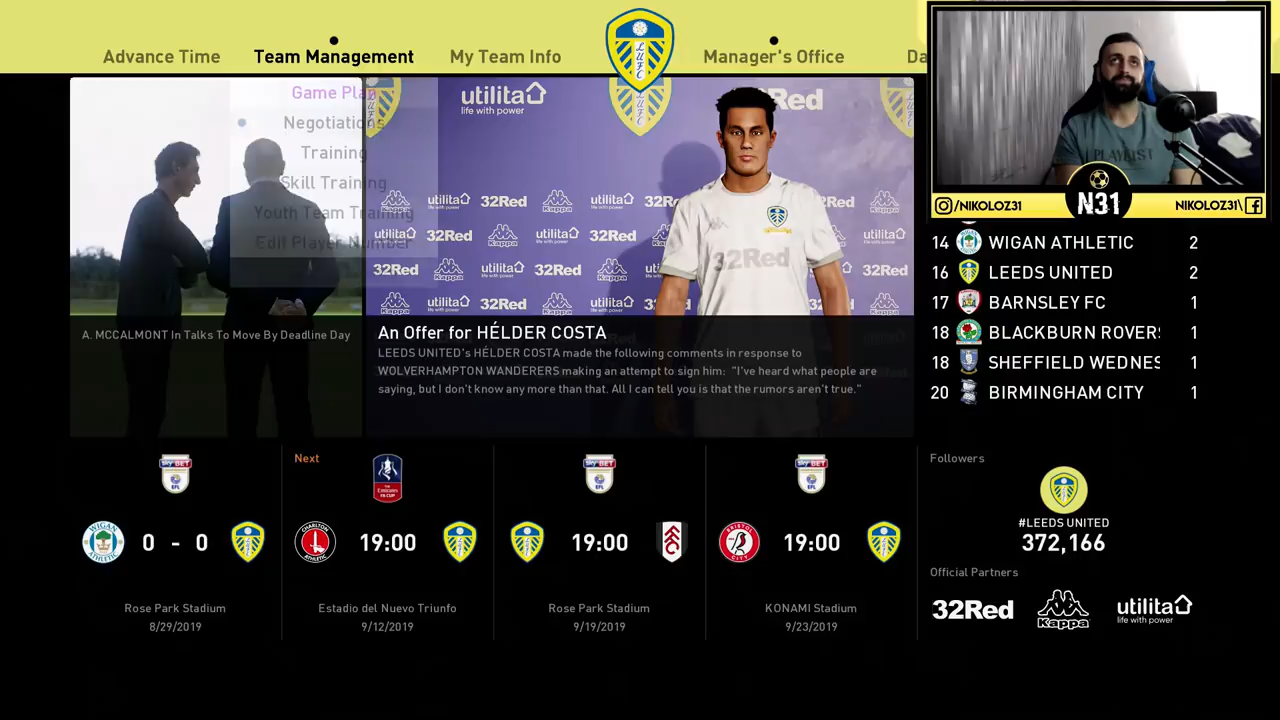 Advance Time
Team Management
My Team Info
Manager's Office
Da
Game Plan
Negotiations
Training
Skill Training
Youth Team Training
Edit Player Number
A. MCCALMONT In Talks To Move By Deadline Day
utilita
life with power
32Red
An Offer for HÉLDER COSTA
LEEDS UNITED's HÉLDER COSTA made the following comments in response to
WOLVERHAMPTON WANDERERS making an attempt to sign him: "I've heard what people are
saying, but I don't know any more than that. All I can tell you is that the rumors aren't true."
NIKOLOZ31
N31
NIKOLOZ31\
14 WIGAN ATHLETIC 2
16 LEEDS UNITED 2
17 BARNSLEY FC 1
18 BLACKBURN ROVERS 1
18 SHEFFIELD WEDNES 1
20 BIRMINGHAM CITY 1
0 - 0
Rose Park Stadium
8/29/2019
Next
19:00
Estadio del Nuevo Triunfo
9/12/2019
19:00
Rose Park Stadium
9/19/2019
19:00
KONAMI Stadium
9/23/2019
Followers
#LEEDS UNITED
372,166
Official Partners
32Red
Kappa
utilita
life with power